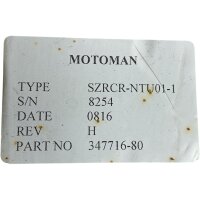 MOTOMAN
TYPE SZRCR-NTU01-1
S/N 8254
DATE 0816
REV H
PART NO 347716-80